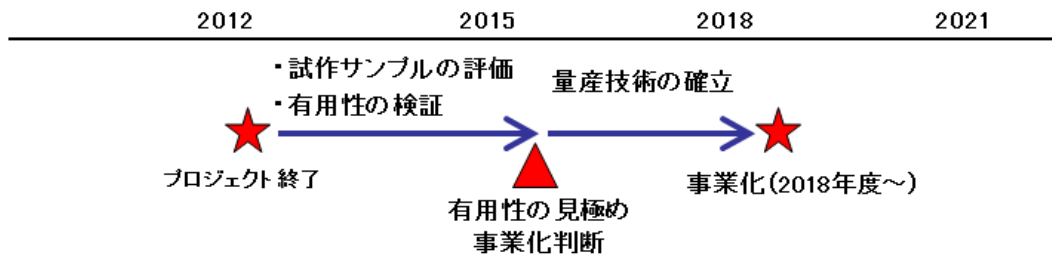 2012 2015 2018 2021
・試作サンプルの評価
・有用性の検証
量産技術の確立
プロジェクト終了
有用性の見極め
事業化判断
事業化(2018年度～)